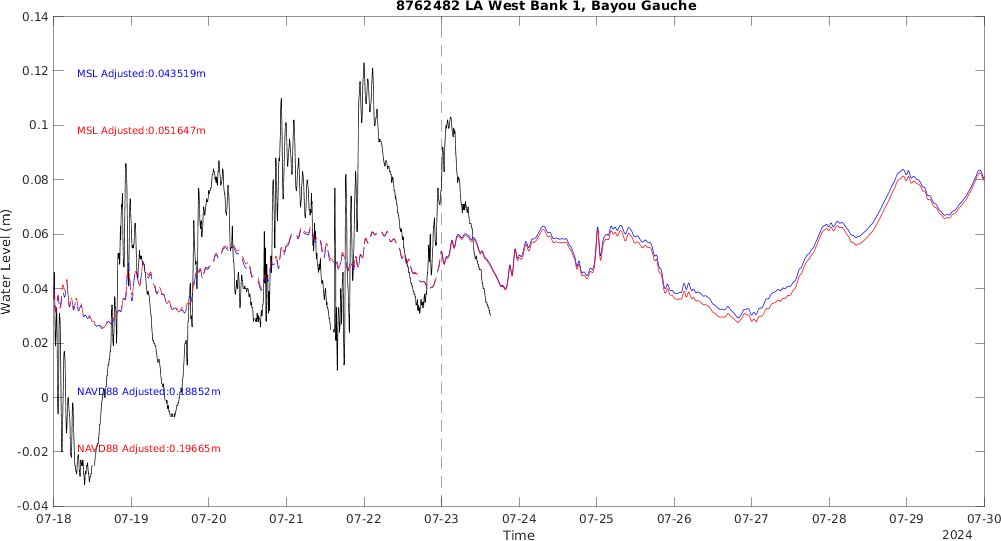 8762482 LA West Bank 1, Bayou Gauche
0.14
0.12
0.1
0.08
0.06
0.04
0.02
0
-0.02
-0.04
Water Level (m)
MSL Adjusted:0.043519m
MSL Adjusted:0.051647m
NAVD88 Adjusted:0.18852m
NAVD88 Adjusted:0.19665m
07-18 07-19 07-20 07-21 07-22 07-23 07-24 07-25 07-26 07-27 07-28 07-29 07-30
Time
2024